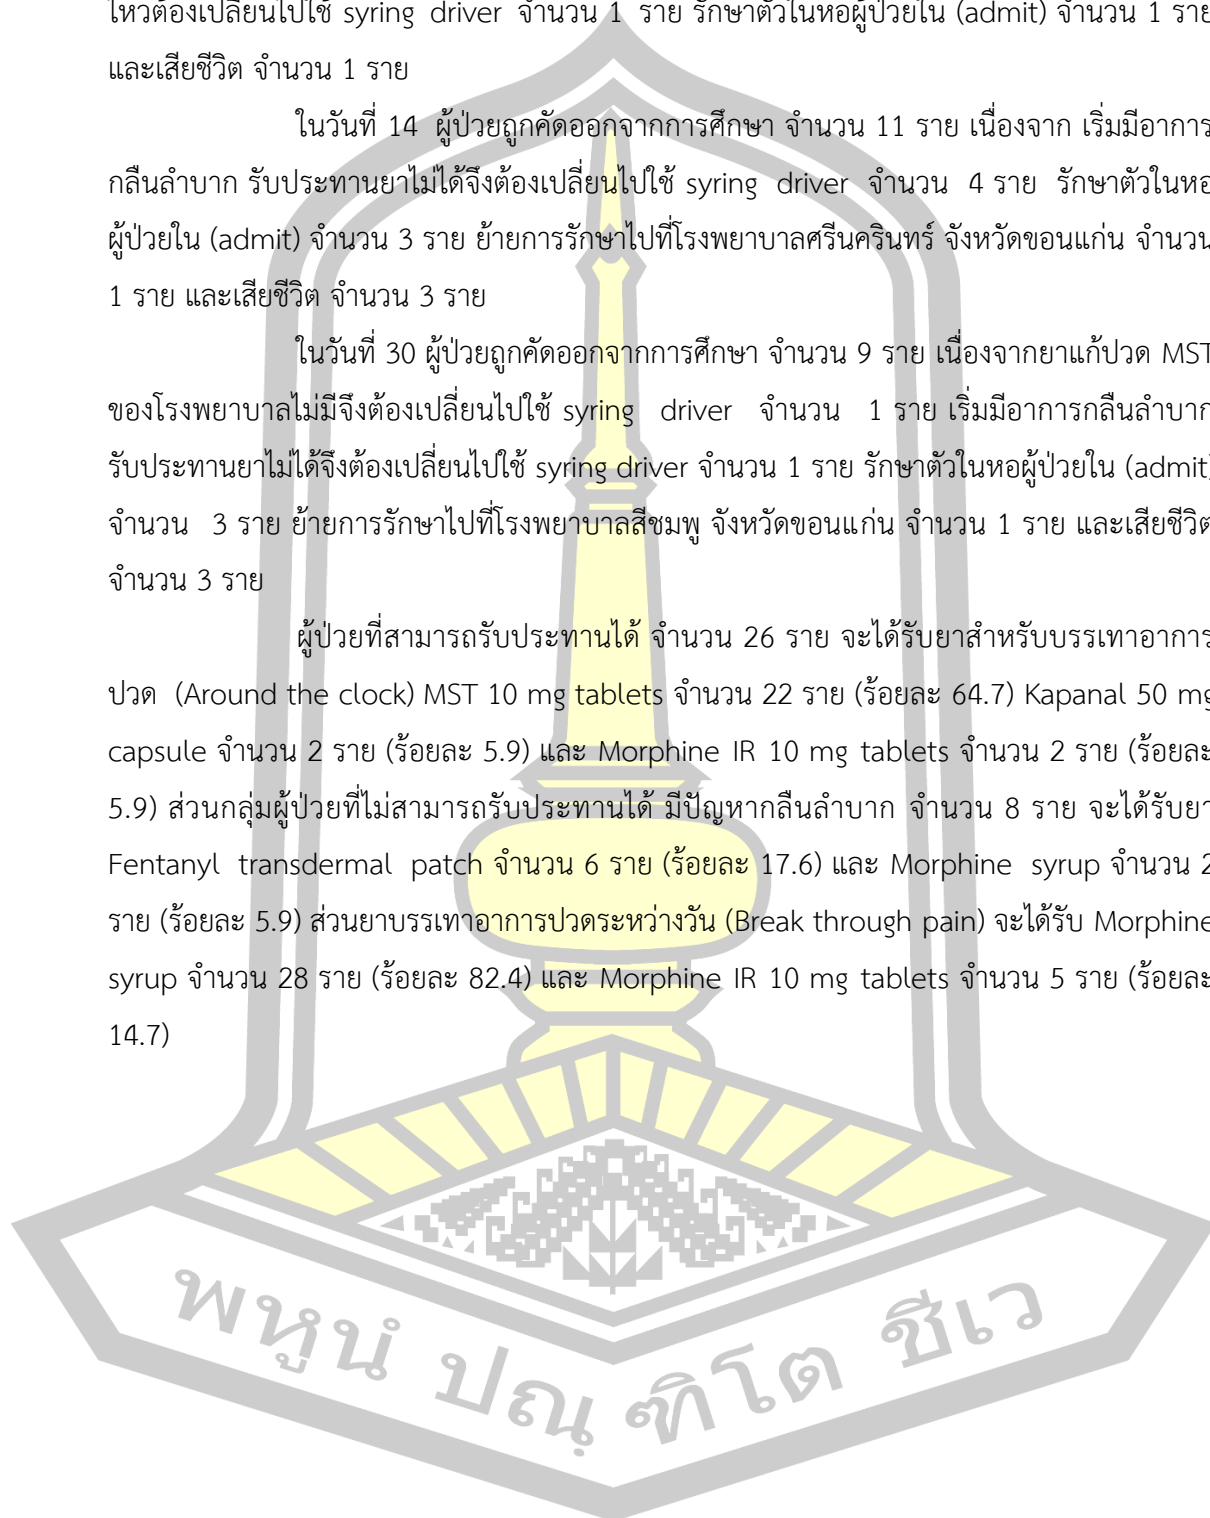 ไหวต้องเปลี่ยนไปใช้ syring driver จำนวน 1 ราย รักษาตัวในหอผู้ป่วยใน (admit) จำนวน 1 ราย
และเสียชีวิต จำนวน 1 ราย
ในวันที่ 14 ผู้ป่วยถูกคัดออกจากการศึกษา จำนวน 11 ราย เนื่องจาก เริ่มมีอาการ
กลืนลำบาก รับประทานยาไม่ได้จึงต้องเปลี่ยนไปใช้ syring driver จำนวน 4 ราย รักษาตัวในหอ
ผู้ป่วยใน (admit) จำนวน 3 ราย ย้ายการรักษาไปที่โรงพยาบาลศรีนครินทร์ จังหวัดขอนแก่น จำนวน
1 ราย และเสียชีวิต จำนวน 3 ราย
ในวันที่ 30 ผู้ป่วยถูกคัดออกจากการศึกษา จำนวน 9 ราย เนื่องจากยาแก้ปวด MST
ของโรงพยาบาลไม่มีจึงต้องเปลี่ยนไปใช้ syring driver จำนวน 1 ราย เริ่มมีอาการกลืนลำบาก
รับประทานยาไม่ได้จึงต้องเปลี่ยนไปใช้ syring driver จำนวน 1 ราย รักษาตัวในหอผู้ป่วยใน (admit)
จำนวน 3 ราย ย้ายการรักษาไปที่โรงพยาบาลสีชมพู จังหวัดขอนแก่น จำนวน 1 ราย และเสียชีวิต
จำนวน 3 ราย
ผู้ป่วยที่สามารถรับประทานได้ จำนวน 26 ราย จะได้รับยาสำหรับบรรเทาอาการ
ปวด (Around the clock) MST 10 mg tablets จำนวน 22 ราย (ร้อยละ 64.7) Kapanal 50 mg
capsule จำนวน 2 ราย (ร้อยละ 5.9) และ Morphine IR 10 mg tablets จำนวน 2 ราย (ร้อยละ
5.9) ส่วนกลุ่มผู้ป่วยที่ไม่สามารถรับประทานได้ มีปัญหากลืนลำบาก จำนวน 8 ราย จะได้รับยา
Fentanyl transdermal patch จำนวน 6 ราย (ร้อยละ 17.6) และ Morphine syrup จำนวน 2
ราย (ร้อยละ 5.9) ส่วนยาบรรเทาอาการปวดระหว่างวัน (Break through pain) จะได้รับ Morphine
syrup จำนวน 28 ราย (ร้อยละ 82.4) และ Morphine IR 10 mg tablets จำนวน 5 ราย (ร้อยละ
14.7)
พหูนํ ปณฺฑิโต ชีเว